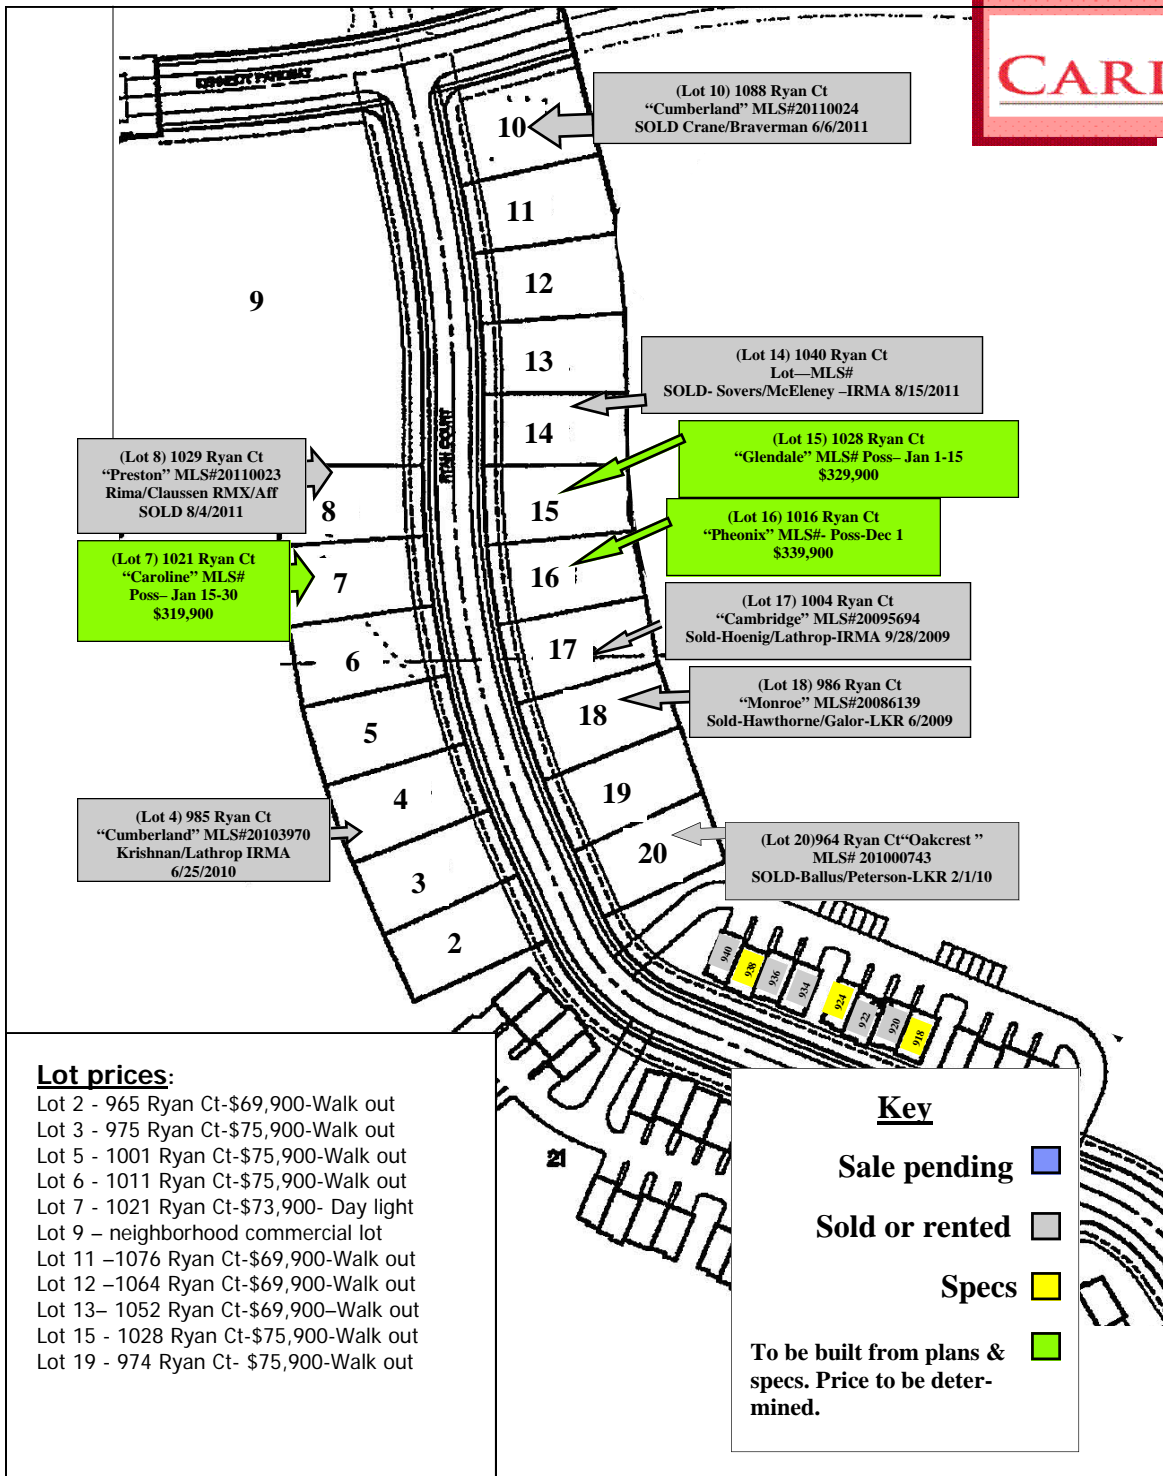 CARL
(Lot 10) 1088 Ryan Ct
“Cumberland” MLS#20110024
SOLD Crane/Braverman 6/6/2011
10
11
12
13
14
15
16
17
18
19
20
9
8
7
6
5
4
3
2
21
RYAN COURT
(Lot 14) 1040 Ryan Ct
Lot—MLS#
SOLD- Sovers/McEleney –IRMA 8/15/2011
(Lot 15) 1028 Ryan Ct
“Glendale” MLS# Poss– Jan 1-15
$329,900
(Lot 8) 1029 Ryan Ct
“Preston” MLS#20110023
Rima/Claussen RMX/Aff
SOLD 8/4/2011
(Lot 16) 1016 Ryan Ct
“Pheonix” MLS#- Poss-Dec 1
$339,900
(Lot 7) 1021 Ryan Ct
“Caroline” MLS#
Poss– Jan 15-30
$319,900
(Lot 17) 1004 Ryan Ct
“Cambridge” MLS#20095694
Sold-Hoenig/Lathrop-IRMA 9/28/2009
(Lot 18) 986 Ryan Ct
“Monroe” MLS#20086139
Sold-Hawthorne/Galor-LKR 6/2009
(Lot 4) 985 Ryan Ct
“Cumberland” MLS#20103970
Krishnan/Lathrop IRMA
6/25/2010
(Lot 20)964 Ryan Ct“Oakcrest ”
MLS# 201000743
SOLD-Ballus/Peterson-LKR 2/1/10
940
938
936
934
924
922
920
918
Lot prices:
Lot 2 - 965 Ryan Ct-$69,900-Walk out
Lot 3 - 975 Ryan Ct-$75,900-Walk out
Lot 5 - 1001 Ryan Ct-$75,900-Walk out
Lot 6 - 1011 Ryan Ct-$75,900-Walk out
Lot 7 - 1021 Ryan Ct-$73,900- Day light
Lot 9 – neighborhood commercial lot
Lot 11 –1076 Ryan Ct-$69,900-Walk out
Lot 12 –1064 Ryan Ct-$69,900-Walk out
Lot 13– 1052 Ryan Ct-$69,900–Walk out
Lot 15 - 1028 Ryan Ct-$75,900-Walk out
Lot 19 - 974 Ryan Ct- $75,900-Walk out
Key
Sale pending
Sold or rented
Specs
To be built from plans &
specs. Price to be deter-
mined.